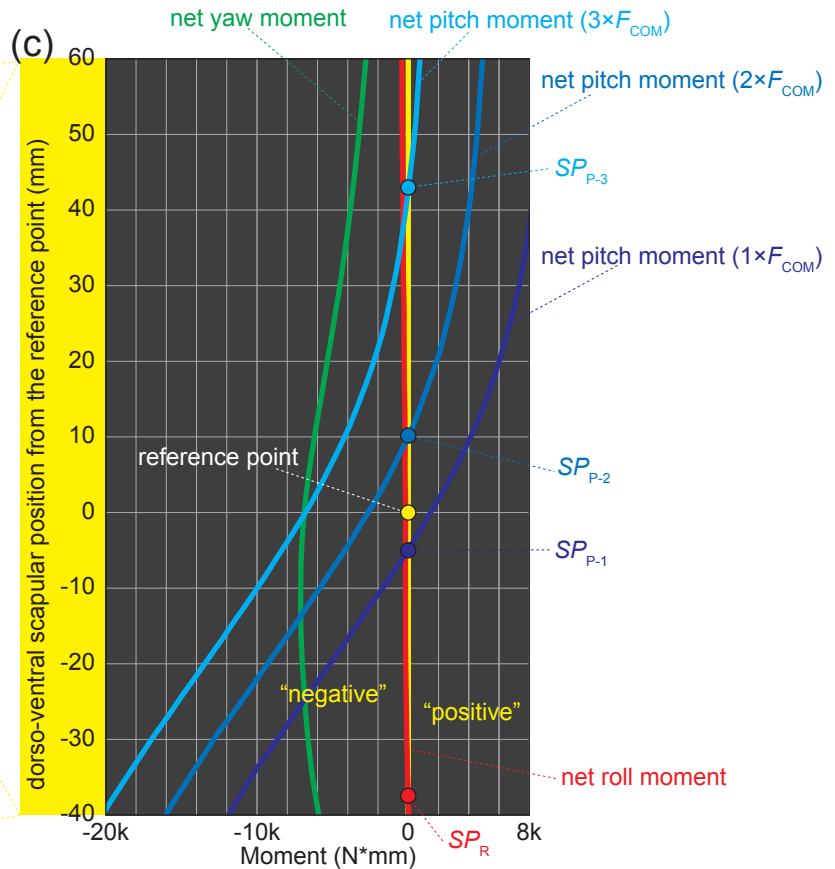 (c)
net yaw moment
net pitch moment (3×FCOM)
net pitch moment (2×FCOM)
SPP-3
net pitch moment (1×FCOM)
reference point
SPP-2
SPP-1
"negative"
"positive"
net roll moment
SPR
dorso-ventral scapular position from the reference point (mm)
60
50
40
30
20
10
0
-10
-20
-30
-40
-20k
-10k
0
8k
Moment (N*mm)